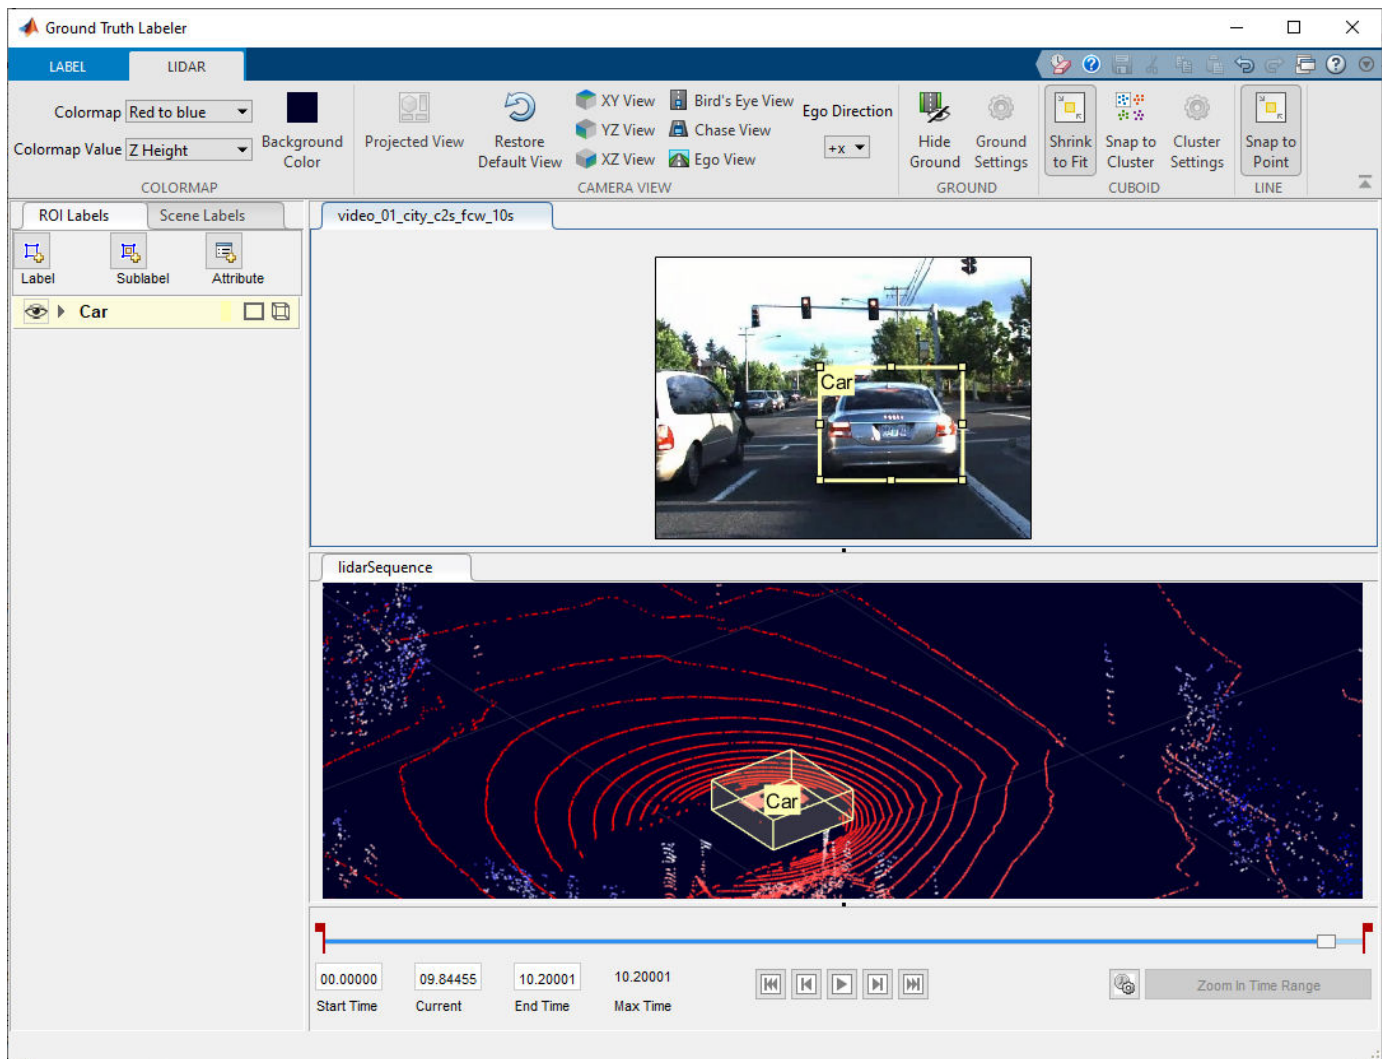 Ground Truth Labeler
LABEL LIDAR
Colormap Red to blue
Colormap Value Z Height
Background Color
COLORMAP
Projected View
Restore Default View
XY View
YZ View
XZ View
Bird's Eye View
Chase View
Ego View
Ego Direction
+x
CAMERA VIEW
Hide Ground
Ground Settings
GROUND
Shrink to Fit
Snap to Cluster
Cluster Settings
CUBOID
Snap to Point
LINE
ROI Labels Scene Labels
Label Sublabel Attribute
Car
video_01_city_c2s_fcw_10s
Car
lidarSequence
Car
00.00000 09.84455 10.20001 10.20001
Start Time Current End Time Max Time
Zoom In Time Range